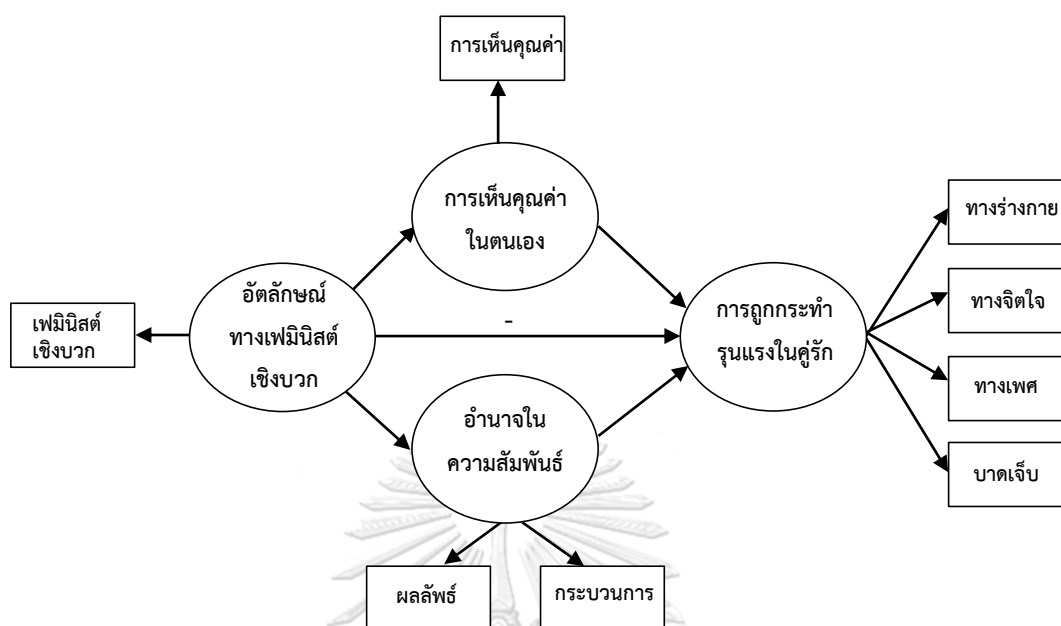 การเห็นคุณค่า
การเห็นคุณค่า
ในตนเอง
ทางร่างกาย
อัตลักษณ์
ทางเฟมินิสต์
เชิงบวก
เฟมินิสต์
เชิงบวก
-
การถูกกระทำ
รุนแรงในคู่รัก
ทางจิตใจ
ทางเพศ
บาดเจ็บ
อำนาจใน
ความสัมพันธ์
ผลลัพธ์
กระบวนการ